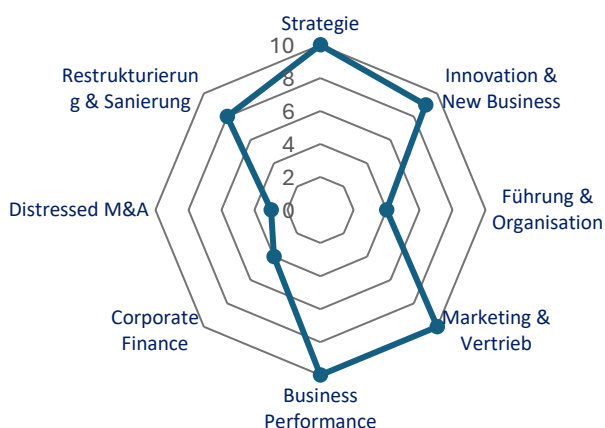 Strategie
Innovation &
New Business
Führung &
Organisation
Marketing &
Vertrieb
Business
Performance
Corporate
Finance
Distressed M&A
Restrukturierun
g & Sanierung
10
8
6
4
2
0